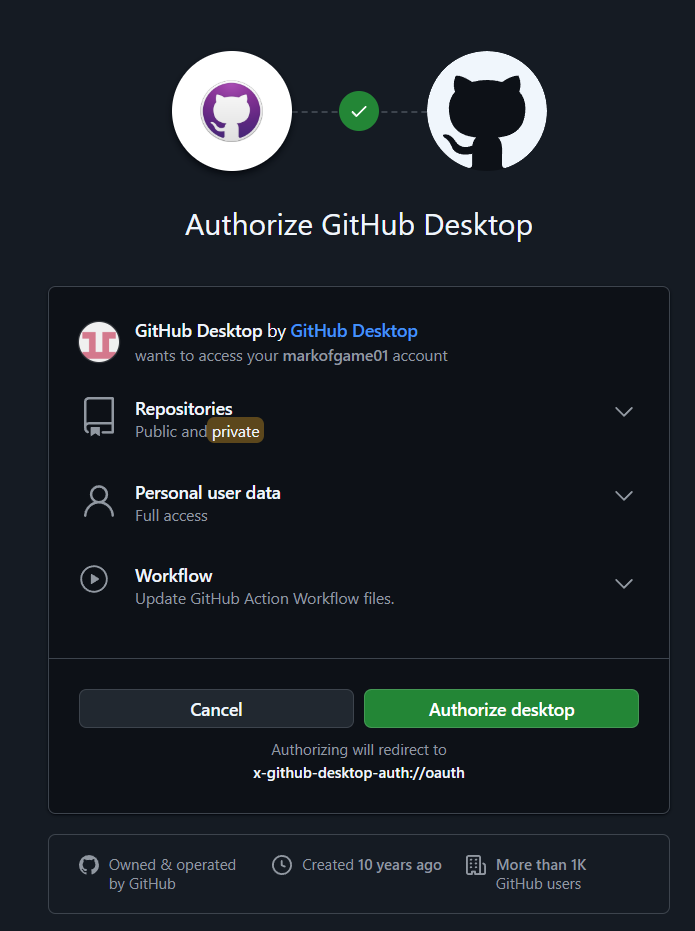 Authorize GitHub Desktop
GitHub Desktop by GitHub Desktop
wants to access your markofgame01 account
Repositories
Public and private
Personal user data
Full access
Workflow
Update GitHub Action Workflow files.
Cancel
Authorize desktop
Authorizing will redirect to
x-github-desktop-auth://oauth
Owned & operated
by GitHub
Created 10 years ago
More than 1K
GitHub users